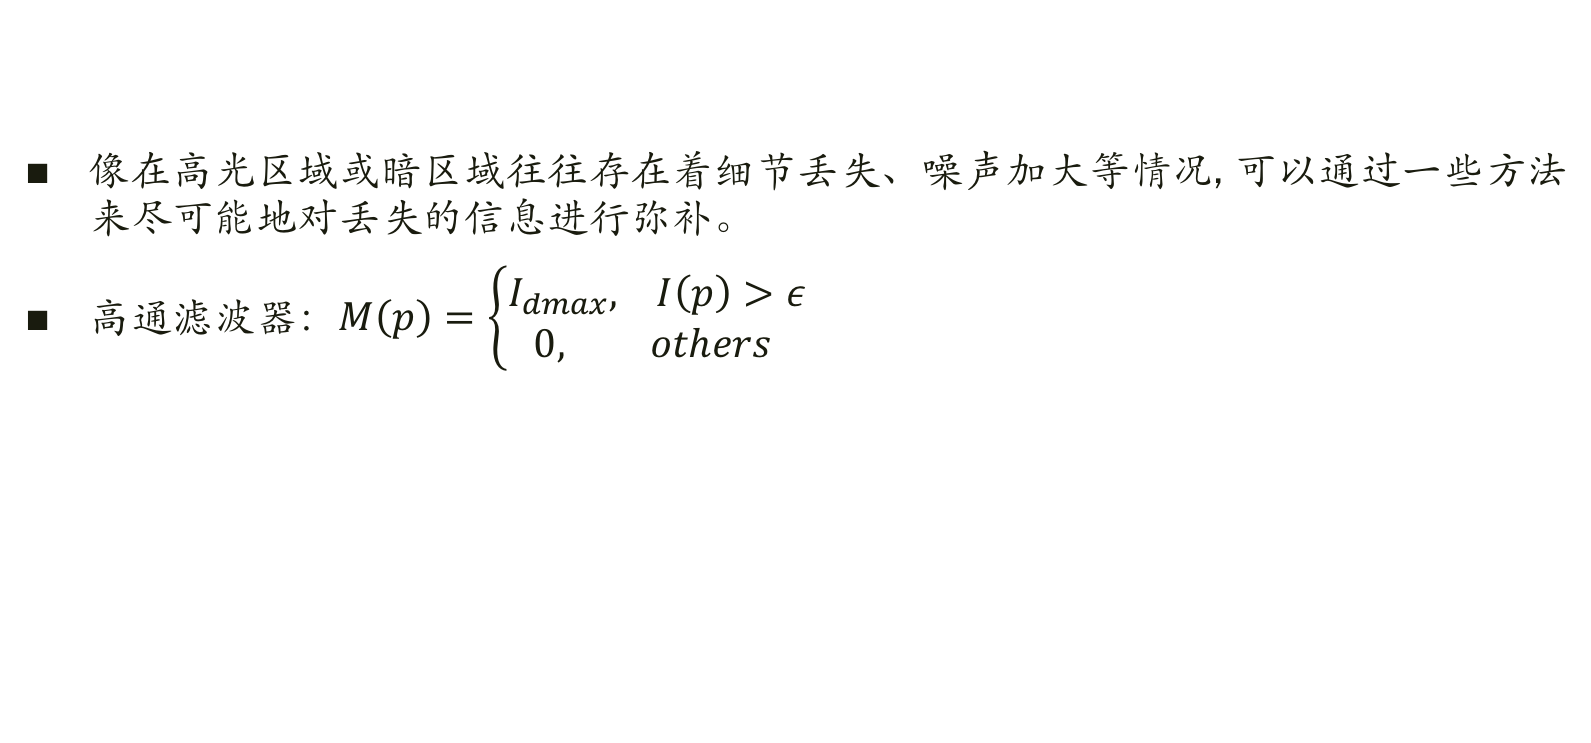 ■ 像在高光区域或暗区域往往存在着细节丢失、噪声加大等情况, 可以通过一些方法
来尽可能地对丢失的信息进行弥补。
■ 高通滤波器: M(p) = { I_{dmax}, I(p) > ϵ
0, others